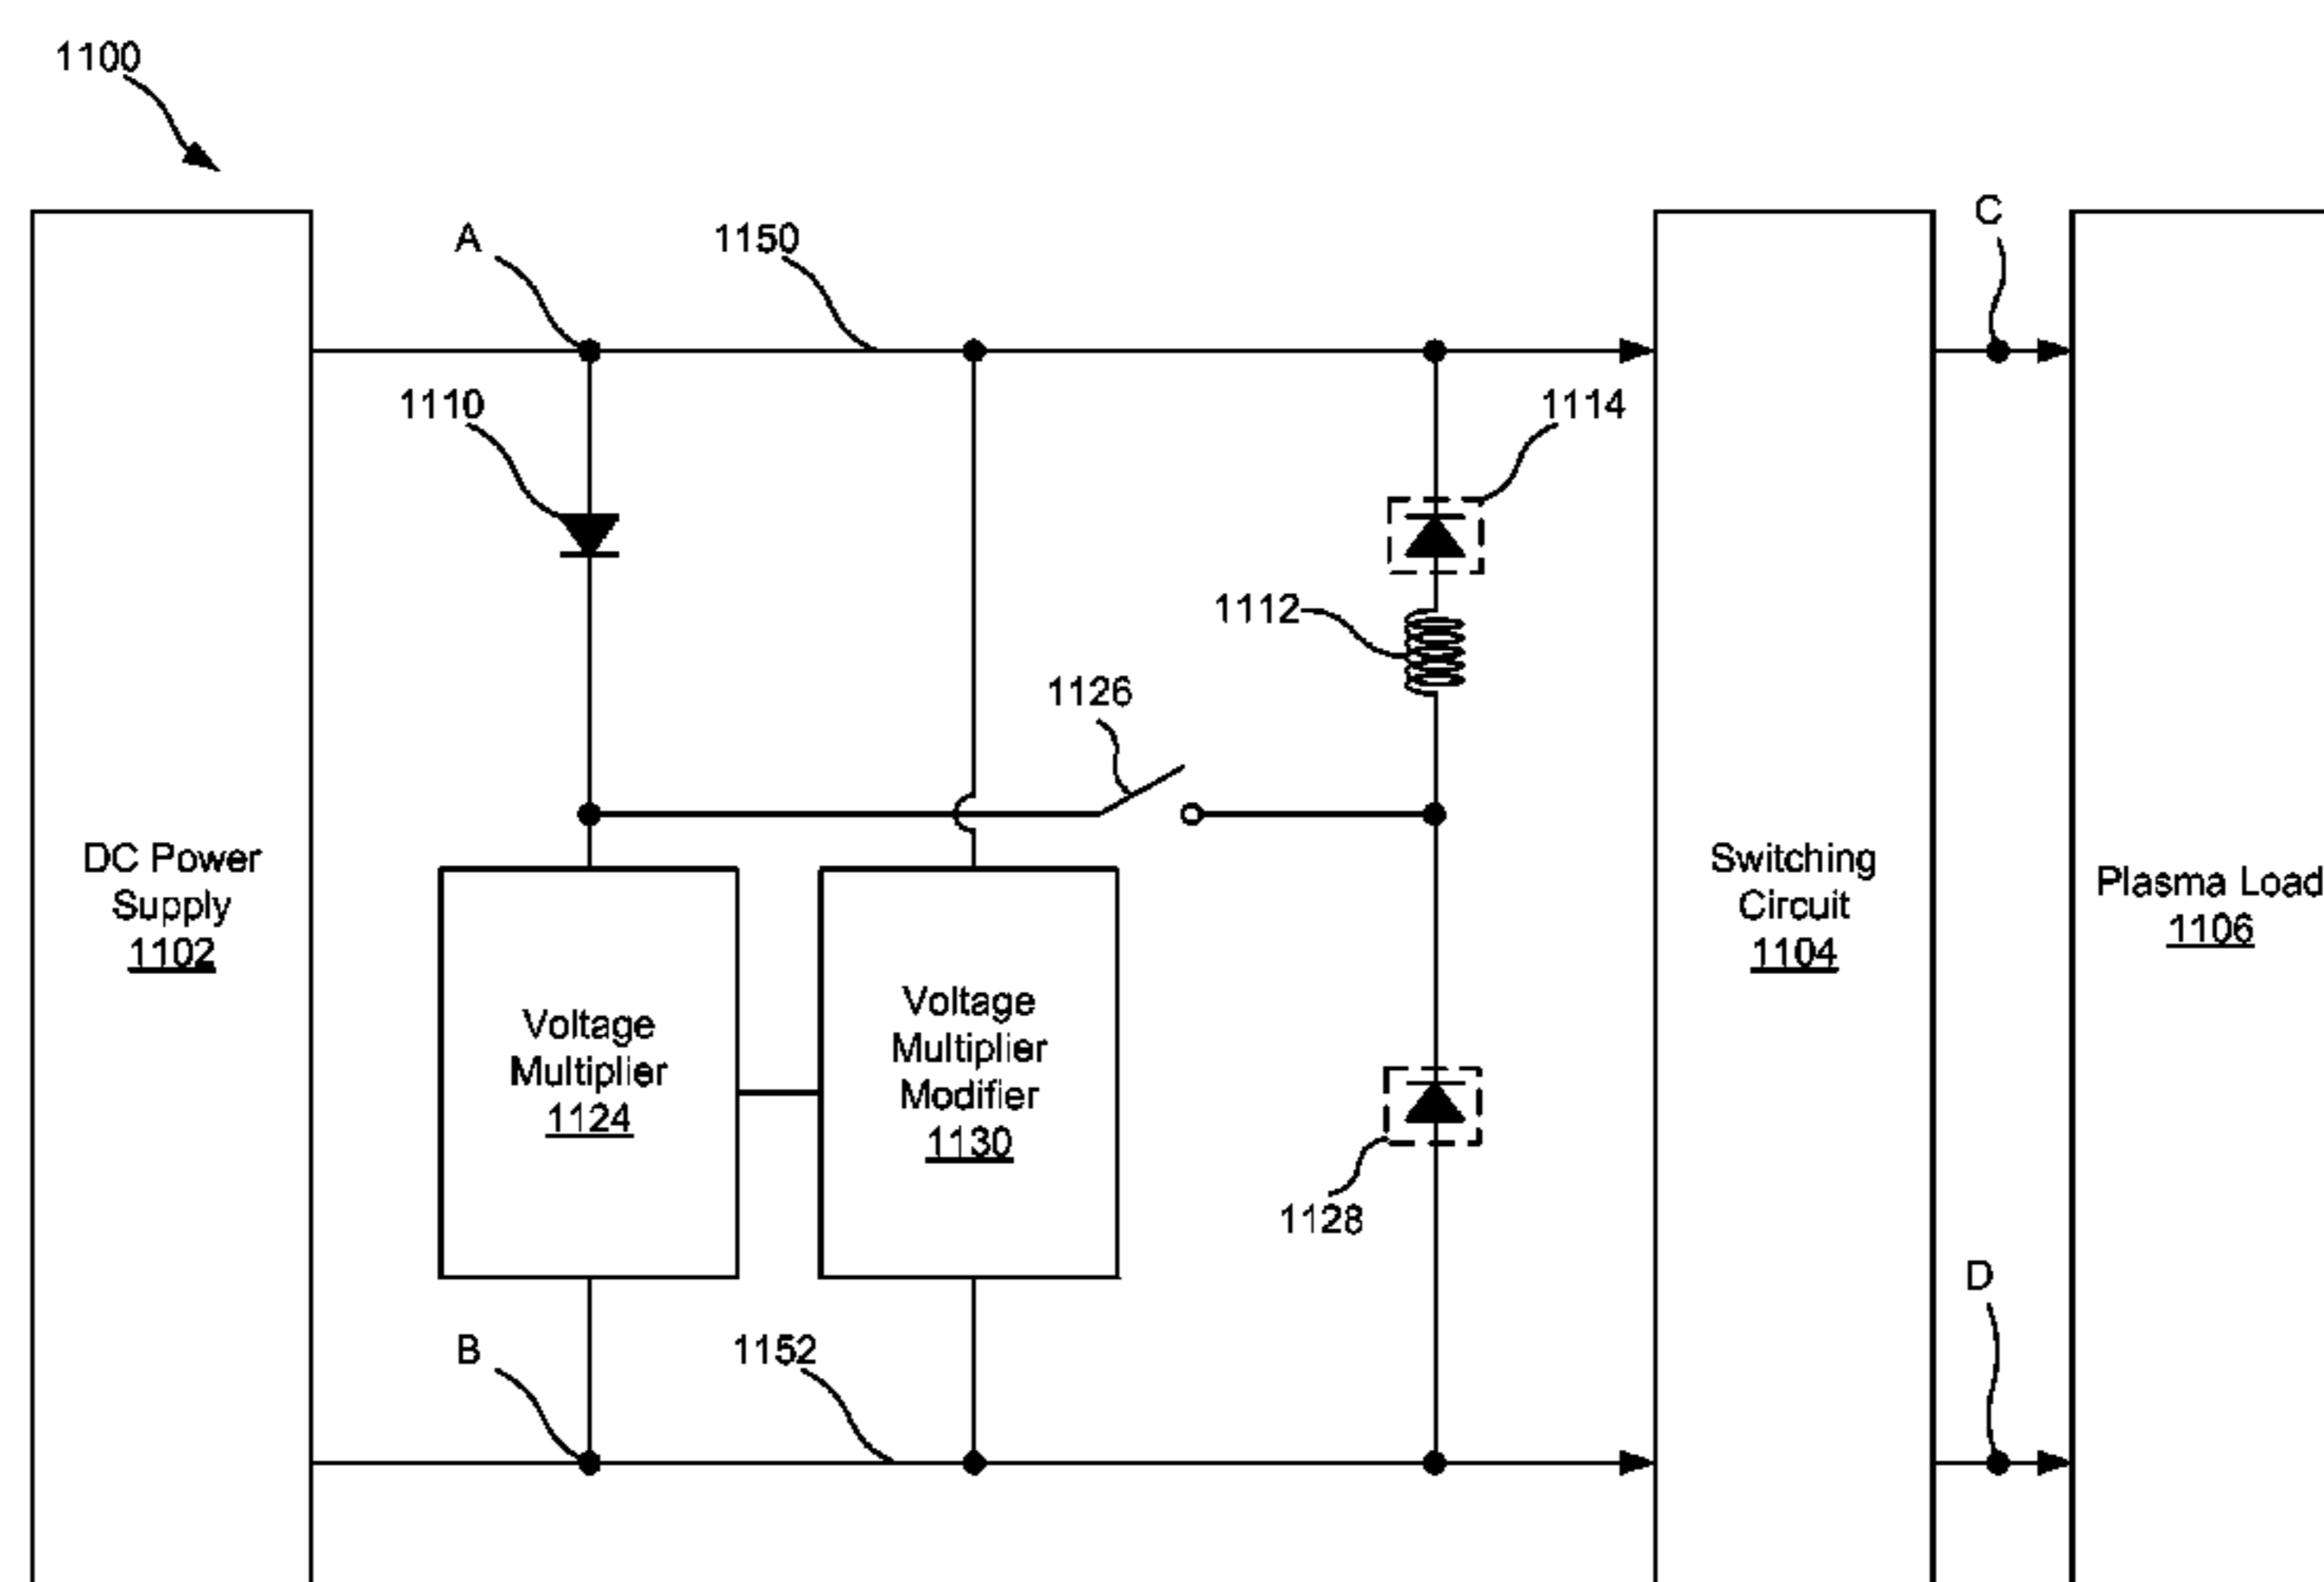 1100
A
1150
C
1110
1114
1112
1126
DC Power
Supply
1102
Voltage
Multiplier
1124
Voltage
Multiplier
Modifier
1130
Switching
Circuit
1104
Plasma Load
1106
1128
B
1152
D